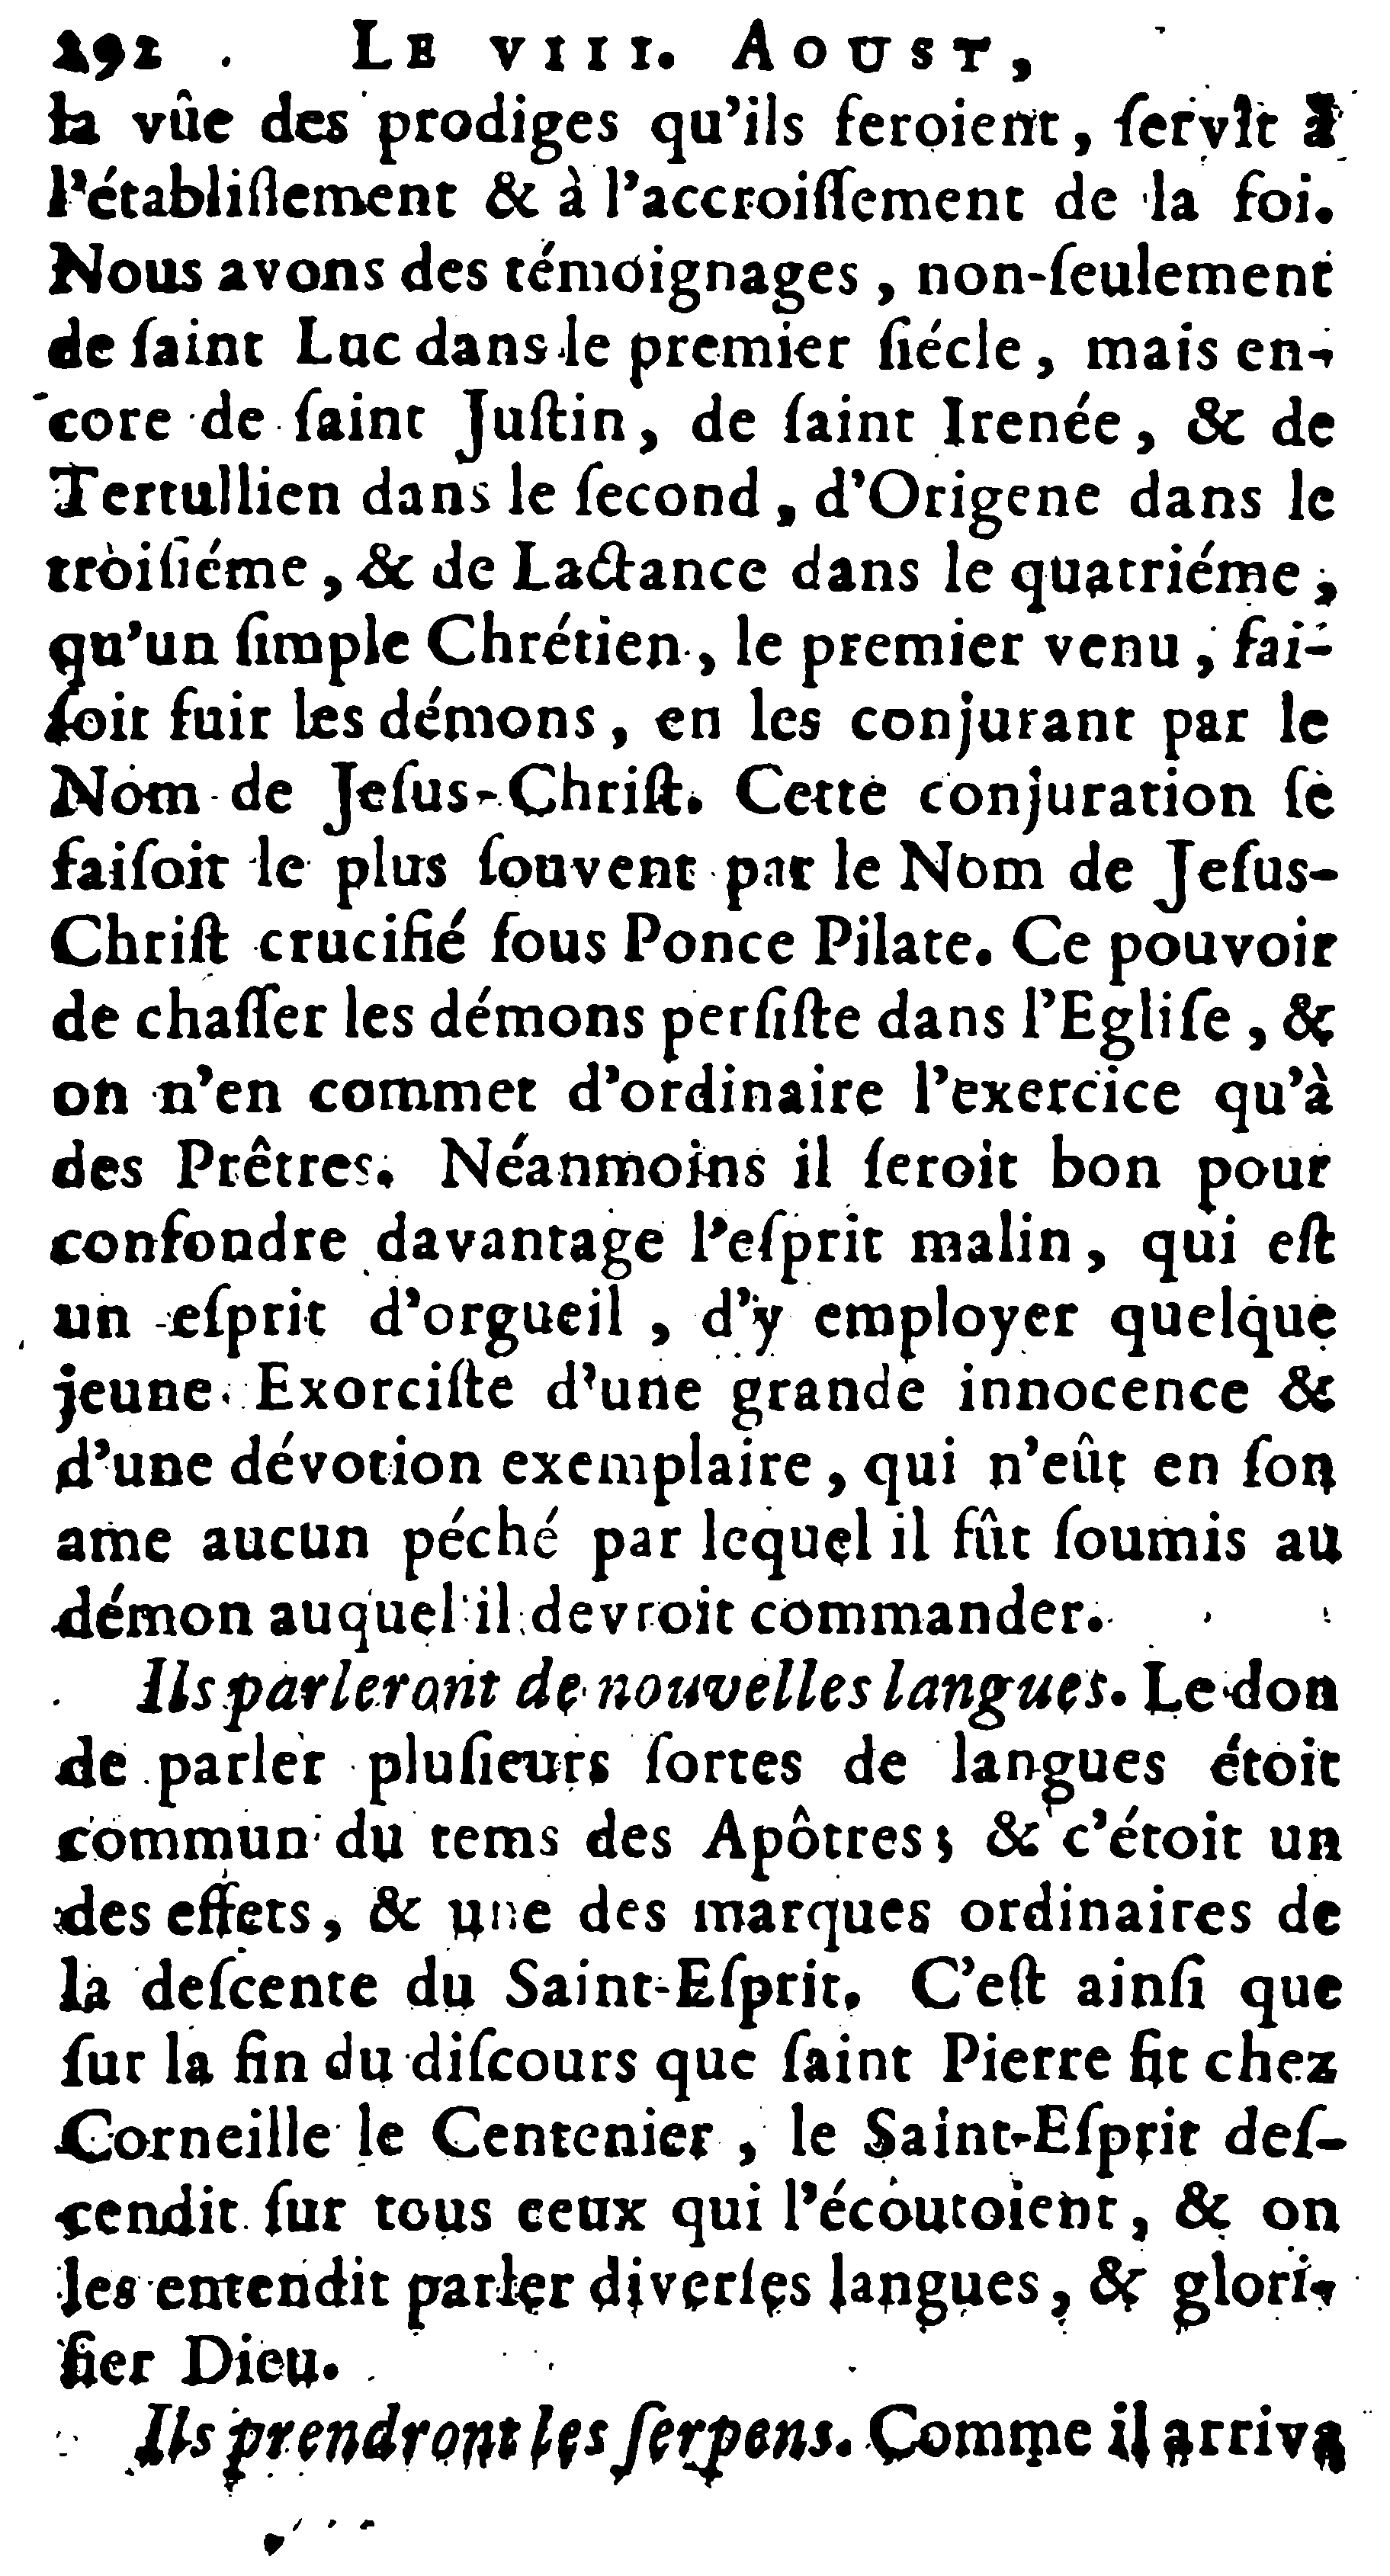 292 LE VIII. AOUST,
la vûe des prodiges qu'ils feroient, ſervît à
l'établiſſement & à l'accroiſſement de la foi.
Nous avons des témoignages, non-ſeulement
de ſaint Luc dans le premier ſiécle, mais en-
core de ſaint Juſtin, de ſaint Irenée, & de
Tertullien dans le ſecond, d'Origene dans le
troiſiéme, & de Lactance dans le quatriéme,
qu'un ſimple Chrétien, le premier venu, fai-
ſoit fuir les démons, en les conjurant par le
Nom de Jeſus-Chriſt. Cette conjuration ſe
faiſoit le plus ſouvent par le Nom de Jeſus-
Chriſt crucifié ſous Ponce Pilate. Ce pouvoir
de chaſſer les démons perſiſte dans l'Egliſe, &
on n'en commet d'ordinaire l'exercice qu'à
des Prêtres. Néanmoins il ſeroit bon pour
confondre davantage l'eſprit malin, qui eſt
un eſprit d'orgueil, d'y employer quelque
jeune Exorciſte d'une grande innocence &
d'une dévotion exemplaire, qui n'eût en ſon
ame aucun péché par lequel il fût ſoumis au
démon auquel il devroit commander.
Ils parleront de nouvelles langues. Le don
de parler pluſieurs ſortes de langues étoit
commun du tems des Apôtres; & c'étoit un
des effets, & une des marques ordinaires de
la deſcente du Saint-Eſprit. C'eſt ainſi que
ſur la fin du diſcours que ſaint Pierre fit chez
Corneille le Centenier, le Saint-Eſprit deſ-
cendit ſur tous ceux qui l'écoutoient, & on
les entendit parler diverſes langues, & glori-
fier Dieu.
Ils prendront les ſerpens. Comme il arriva